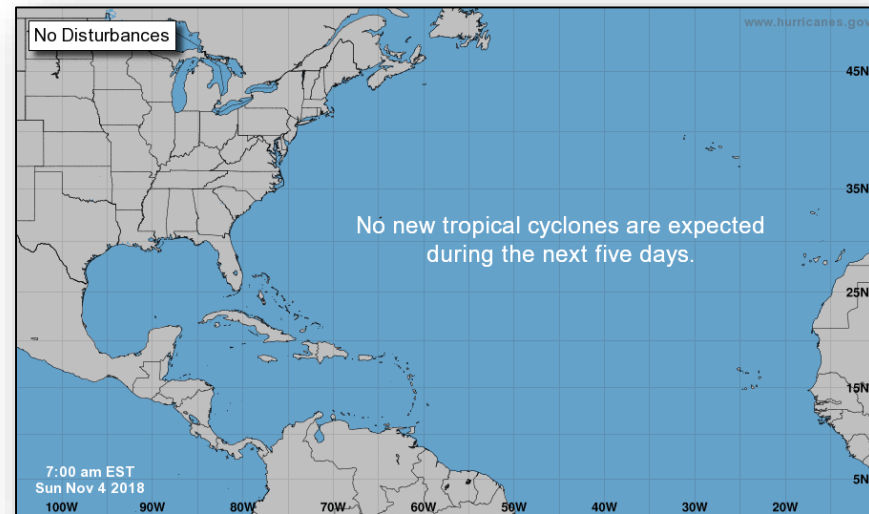 No Disturbances
www.hurricanes.gov
45N
35N
No new tropical cyclones are expected
during the next five days.
25N
15N
7:00 am EST
Sun Nov 4 2018
5N
100W 90W 80W 70W 60W 50W 40W 30W 20W